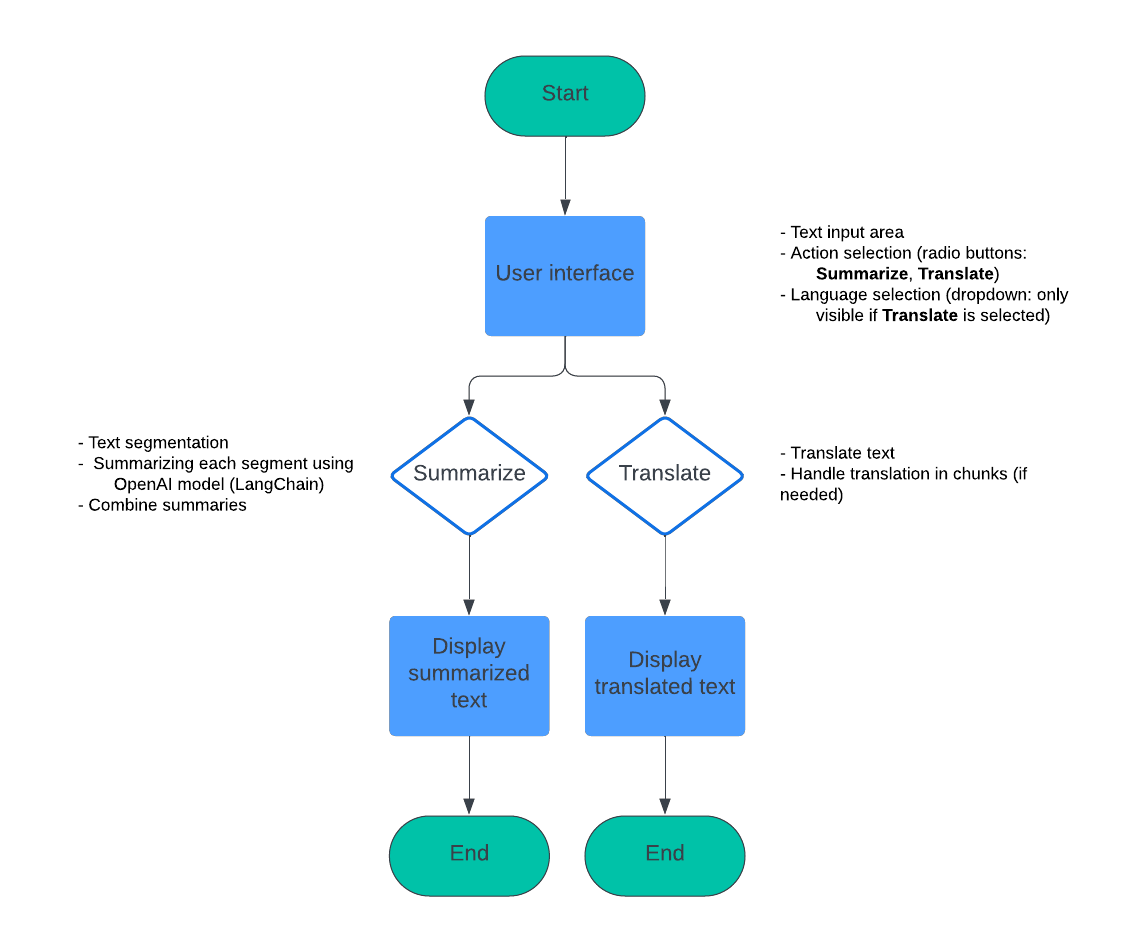 Start
User interface
- Text input area
- Action selection (radio buttons:
Summarize, Translate)
- Language selection (dropdown: only
visible if Translate is selected)
- Text segmentation
- Summarizing each segment using
OpenAI model (LangChain)
- Combine summaries
Summarize
Translate
- Translate text
- Handle translation in chunks (if
needed)
Display
summarized
text
Display
translated text
End
End